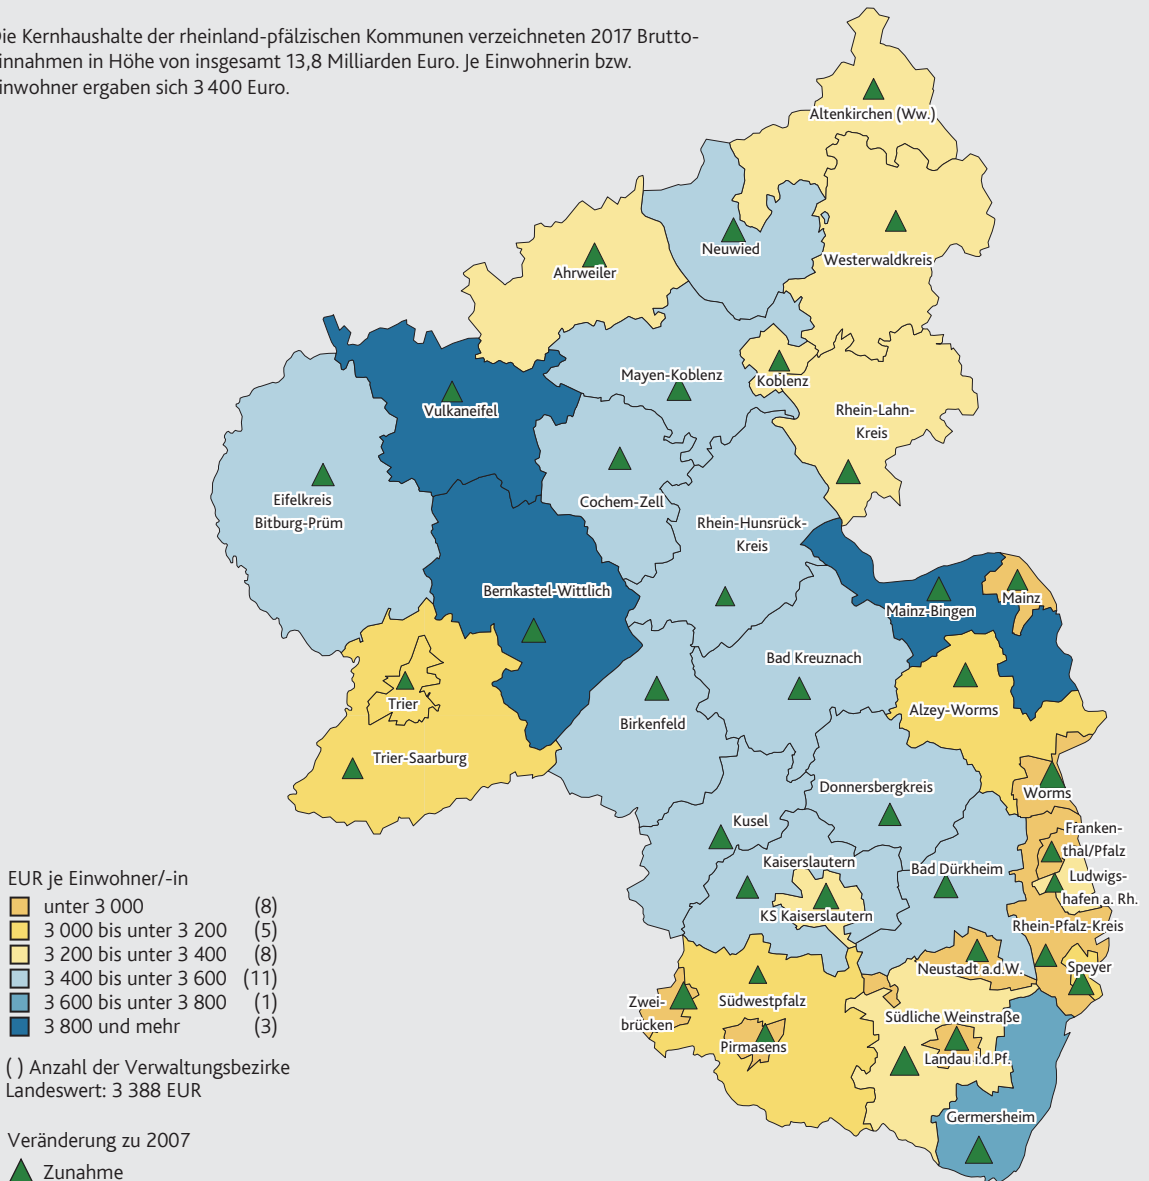 ie Kernhaushalte der rheinland-pfälzischen Kommunen verzeichneten 2017 Brutto-
innahmen in Höhe von insgesamt 13,8 Milliarden Euro. Je Einwohnerin bzw.
inwohner ergaben sich 3 400 Euro.
Altenkirchen (Ww.)
Neuwied
Westerwaldkreis
Ahrweiler
Mayen-Koblenz
Koblenz
Vulkaneifel
Rhein-Lahn-
Kreis
Eifelkreis
Bitburg-Prüm
Cochem-Zell
Rhein-Hunsrück-
Kreis
Bernkastel-Wittlich
Mainz-Bingen
Mainz
Bad Kreuznach
Trier
Birkenfeld
Alzey-Worms
Trier-Saarburg
Donnersbergkreis
Worms
Kusel
Franken-
thal/Pfalz
Kaiserslautern
Bad Dürkheim
Ludwigs-
hafen a. Rh.
KS Kaiserslautern
Rhein-Pfalz-Kreis
Neustadt a.d.W.
Speyer
Zwei-
brücken
Südwestpfalz
Südliche Weinstraße
Pirmasens
Landau i.d.Pf.
Germersheim
EUR je Einwohner/-in
unter 3 000 (8)
3 000 bis unter 3 200 (5)
3 200 bis unter 3 400 (8)
3 400 bis unter 3 600 (11)
3 600 bis unter 3 800 (1)
3 800 und mehr (3)
( ) Anzahl der Verwaltungsbezirke
Landeswert: 3 388 EUR
Veränderung zu 2007
Zunahme